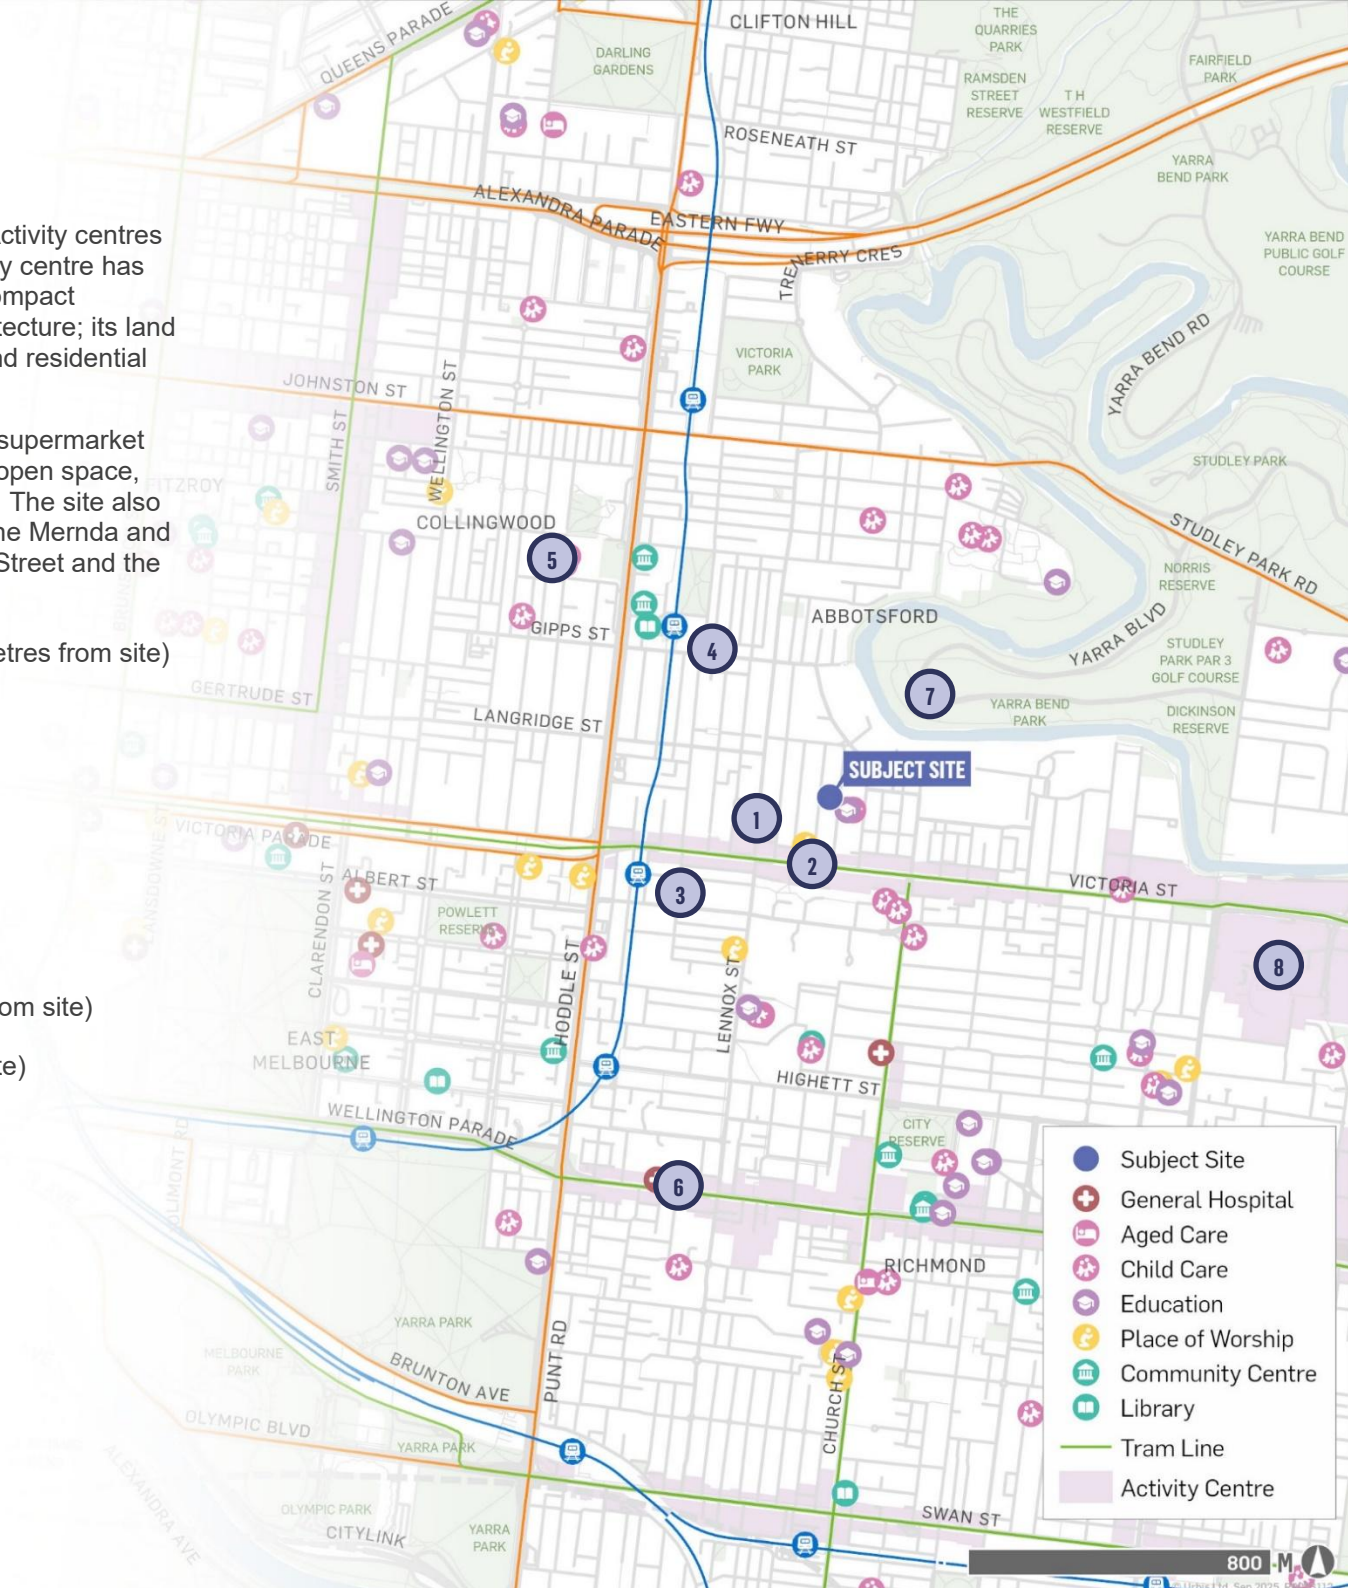 CLIFTON HILL
THE
QUARRIES
PARK
QUEENS PARADE
DARLING
GARDENS
FAIRFIELD
PARK
RAMSDEN
STREET
RESERVE
T H
WESTFIELD
RESERVE
ROSENEATH ST
YARRA
BEND PARK
ALEXANDRA PARADE
EASTERN FWY
ctivity centres
y centre has
ompact
tecture; its land
nd residential
YARRA BEND
PUBLIC GOLF
COURSE
TRENERRY CRES
VICTORIA
PARK
YARRA BEND RD
JOHNSTON ST
WELLINGTON ST
SMITH ST
supermarket
open space,
The site also
he Mernda and
Street and the
STUDLEY PARK
FITZROY
COLLINGWOOD
STUDLEY PARK RD
5
NORRIS
RESERVE
ABBOTSFORD
GIPPS ST
YARRA BLVD
4
etres from site)
STUDLEY
PARK PAR 3
GOLF COURSE
GERTRUDE ST
7
YARRA BEND
PARK
DICKINSON
RESERVE
LANGRIDGE ST
SUBJECT SITE
1
VICTORIA PARADE
2
LANSDOWNE ST
ALBERT ST
VICTORIA ST
3
CLARENDON ST
POWLETT
RESERVE
HODDLE ST
LENNOX ST
8
om site)
EAST
MELBOURNE
te)
HIGHETT ST
WELLINGTON PARADE
CITY
RESERVE
6
RICHMOND
YARRA PARK
MELBOURNE
PARK
BRUNTON AVE
PUNT RD
CHURCH ST
OLYMPIC BLVD
YARRA PARK
ALEXANDRA AVE
OLYMPIC PARK
CITYLINK
YARRA
PARK
SWAN ST
Subject Site
General Hospital
Aged Care
Child Care
Education
Place of Worship
Community Centre
Library
Tram Line
Activity Centre
800 M